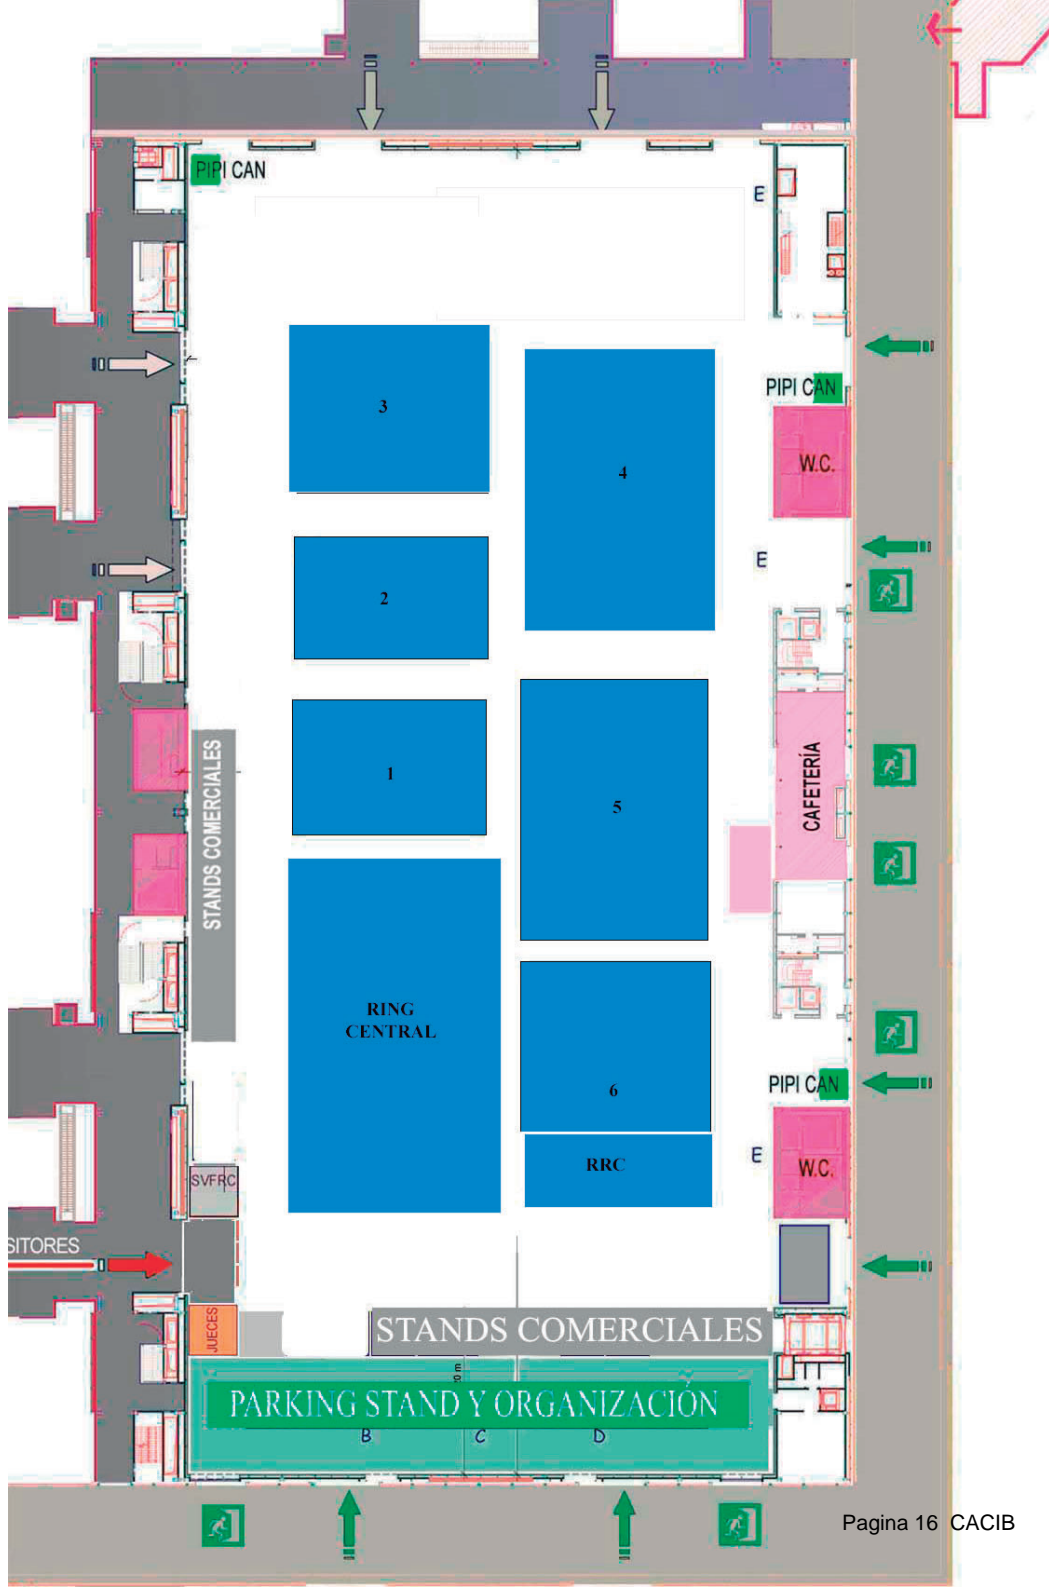 PIPI CAN
E
3
4
PIPI CAN
W.C.
2
E
STANDS COMERCIALES
1
5
CAFETERÍA
RING
CENTRAL
6
PIPI CAN
RRC
E
W.C.
SVFRC
SITORES
JUECES
STANDS COMERCIALES
20 m
PARKING STAND Y ORGANIZACIÓN
B
C
D
Pagina 16 CACIB